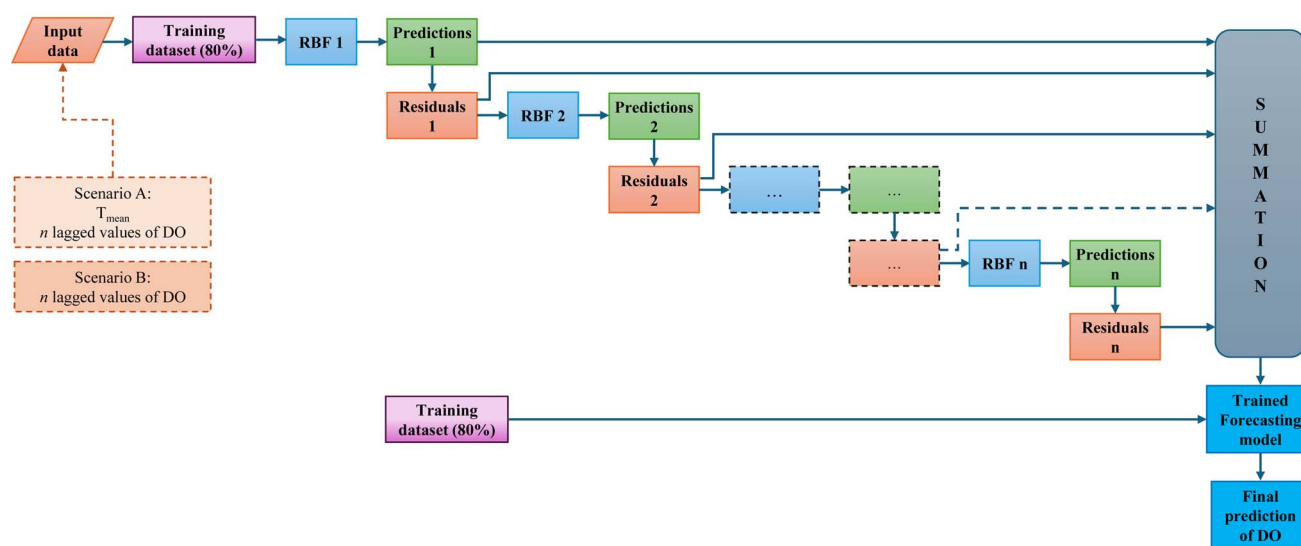 Input
data
Training
dataset (80%)
RBF 1
Predictions
1
Residuals
1
RBF 2
Predictions
2
Residuals
2
...
...
...
RBF n
Predictions
n
Residuals
n
SUMMATION
Scenario A:
Tmean
n lagged values of DO
Scenario B:
n lagged values of DO
Training
dataset (80%)
Trained
Forecasting
model
Final
prediction
of DO